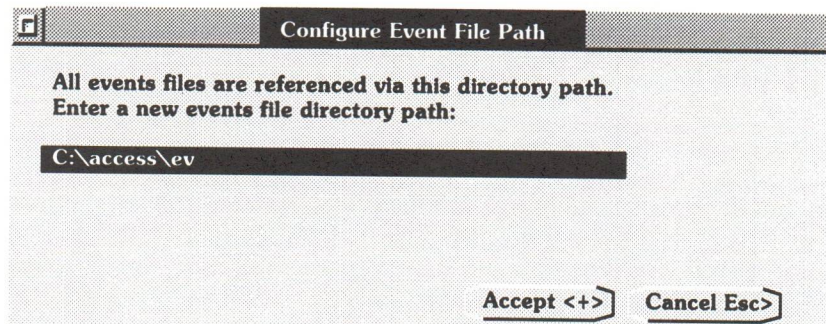 Configure Event File Path
All events files are referenced via this directory path.
Enter a new events file directory path:
C:\access\ev
Accept <+>
Cancel Esc>